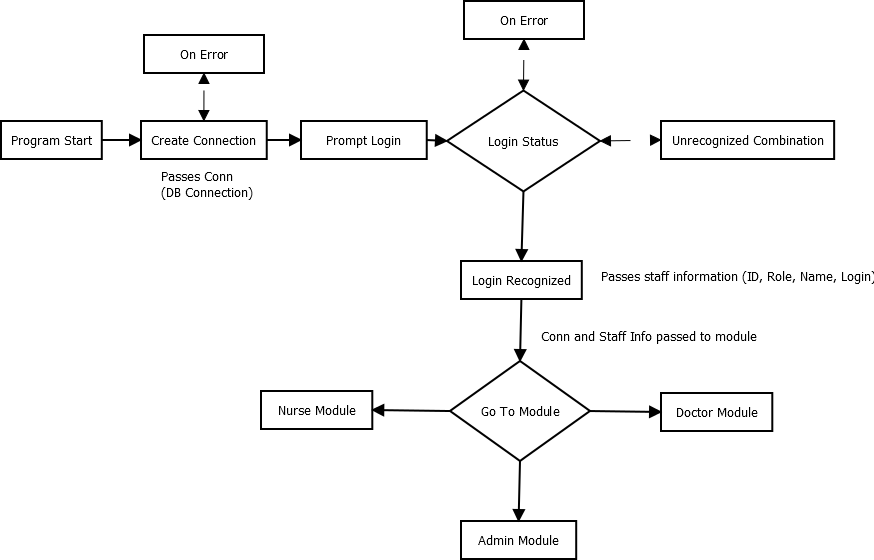 On Error
On Error
Program Start
Create Connection
Prompt Login
Login Status
Unrecognized Combination
Passes Conn
(DB Connection)
Login Recognized
Passes staff information (ID, Role, Name, Login)
Conn and Staff Info passed to module
Nurse Module
Go To Module
Doctor Module
Admin Module